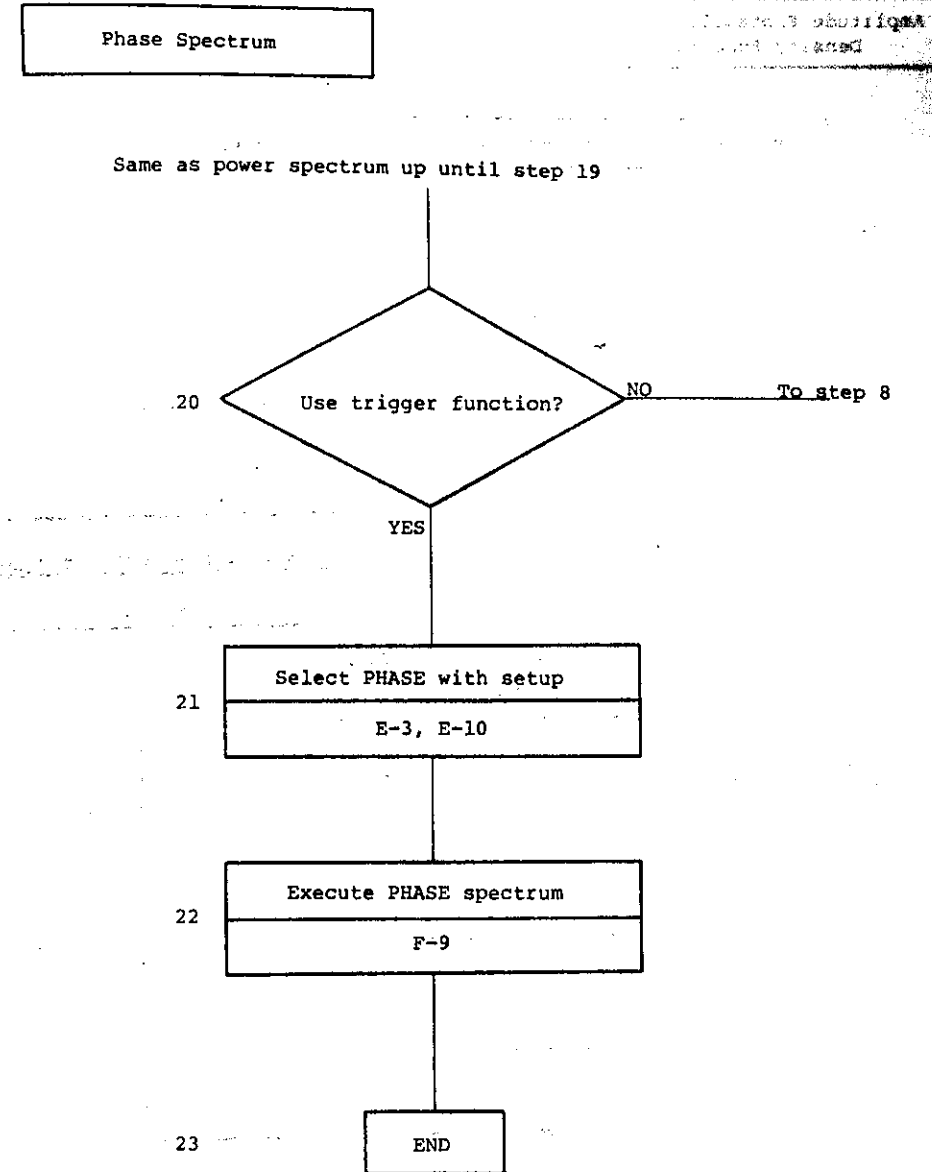 Phase Spectrum
Same as power spectrum up until step 19
20 Use trigger function? NO To step 8
YES
Select PHASE with setup
21
E-3, E-10
Execute PHASE spectrum
22
F-9
23 END